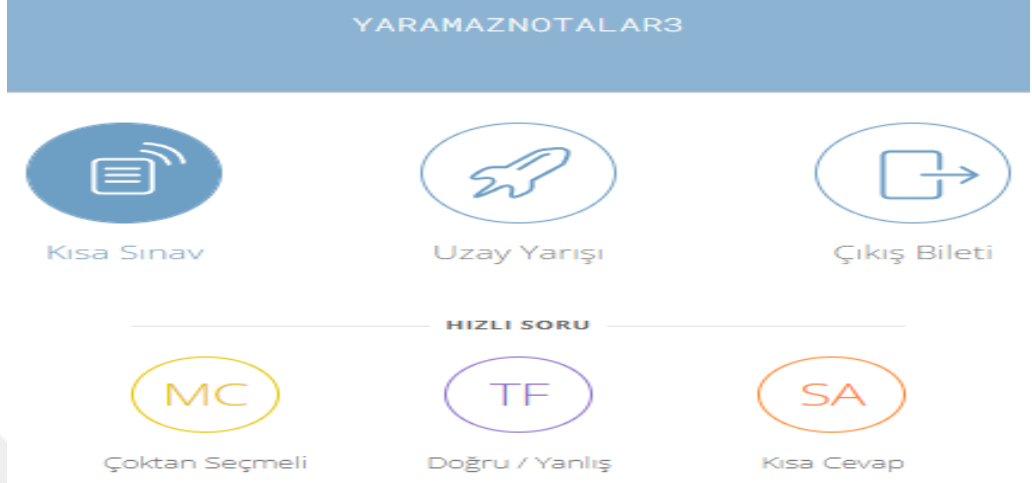 YARAMAZNOTALAR3
Kısa Sınav
Uzay Yarışı
Çıkış Bileti
HIZLI SORU
MC
TF
SA
Çoktan Seçmeli
Doğru / Yanlış
Kısa Cevap